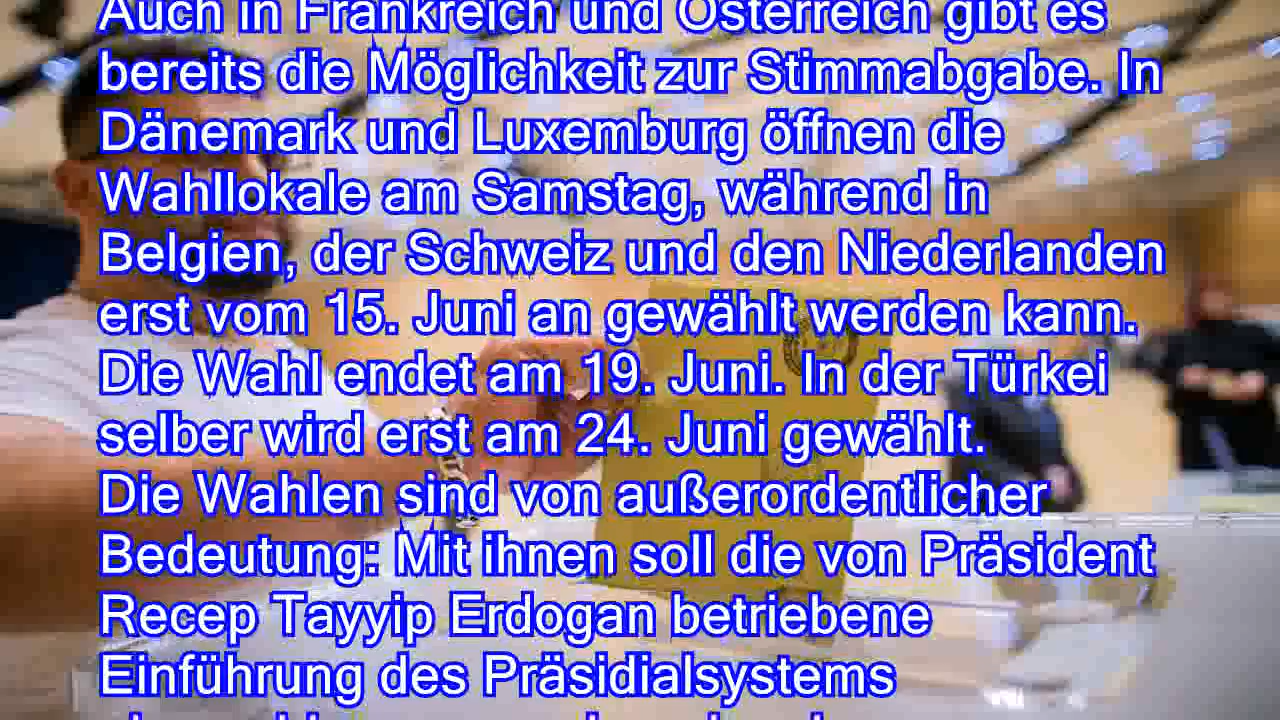 Auch in Frankreich und Österreich gibt es
bereits die Möglichkeit zur Stimmabgabe. In
Dänemark und Luxemburg öffnen die
Wahllokale am Samstag, während in
Belgien, der Schweiz und den Niederlanden
erst vom 15. Juni an gewählt werden kann.
Die Wahl endet am 19. Juni. In der Türkei
selber wird erst am 24. Juni gewählt.
Die Wahlen sind von außerordentlicher
Bedeutung: Mit ihnen soll die von Präsident
Recep Tayyip Erdogan betriebene
Einführung des Präsidialsystems